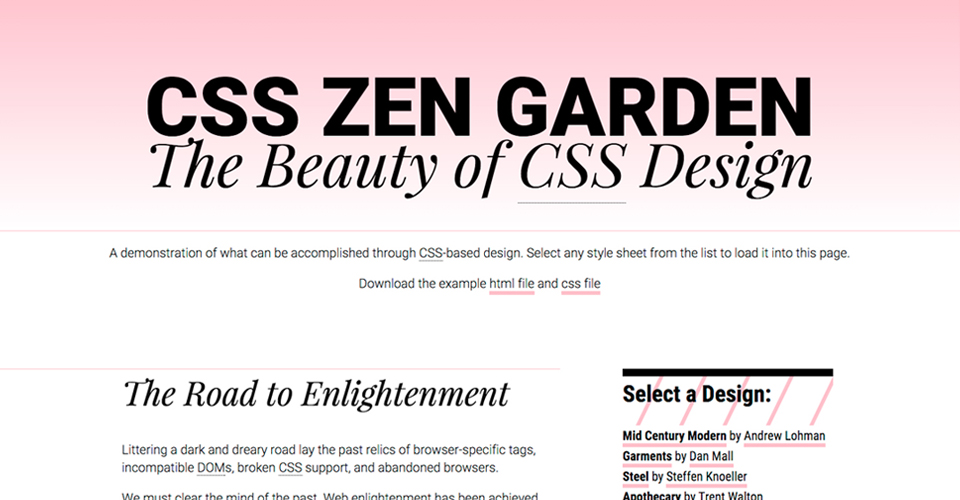 CSS ZEN GARDEN
The Beauty of CSS Design
A demonstration of what can be accomplished through CSS-based design. Select any style sheet from the list to load it into this page.
Download the example html file and css file
The Road to Enlightenment
Littering a dark and dreary road lay the past relics of browser-specific tags,
incompatible DOMs, broken CSS support, and abandoned browsers.
We must clear the mind of the past. Web enlightenment has been achieved
Select a Design:
Mid Century Modern by Andrew Lohman
Garments by Dan Mall
Steel by Steffen Knoeller
Apothecary by Trent Walton